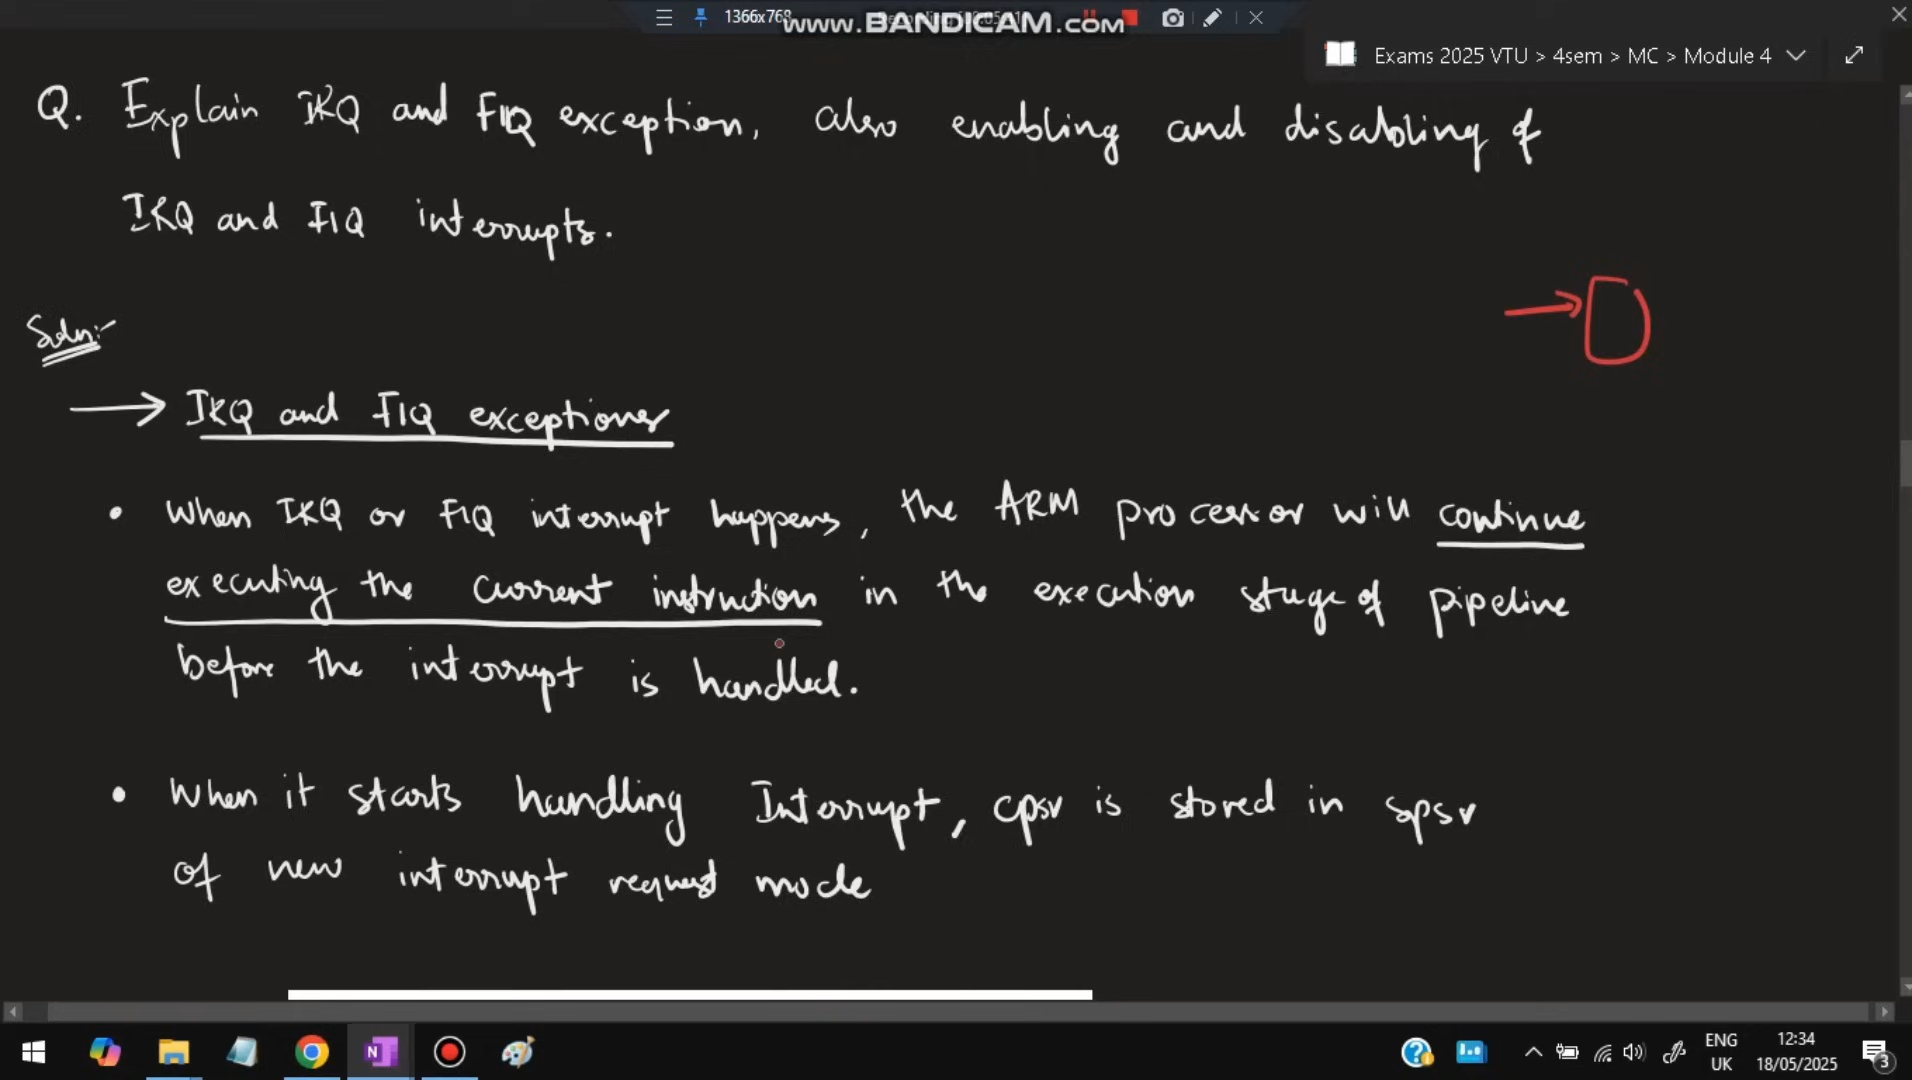 1366x768
www.BANDICAM.com
Exams 2025 VTU > 4sem > MC > Module 4
Q. Explain IRQ and FIQ exception, also enabling and disabling of
IRQ and FIQ interrupts.
Soln:-
→ IRQ and FIQ exceptions
• When IRQ or FIQ interrupt happens, the ARM processor will continue
executing the current instruction in the execution stage of pipeline
before the interrupt is handled.
• When it starts handling Interrupt, cpsr is stored in spsr
of new interrupt request mode
ENG
UK
12:34
18/05/2025
3